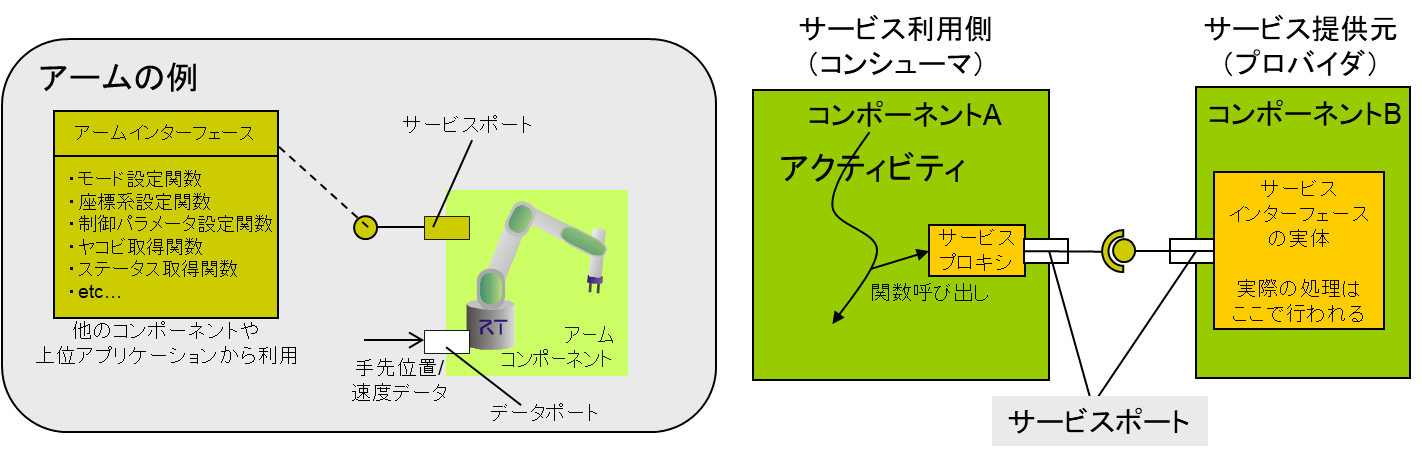 アームの例
アームインターフェース
・モード設定関数
・座標系設定関数
・制御パラメータ設定関数
・ヤコビ取得関数
・ステータス取得関数
・etc…
他のコンポーネントや
上位アプリケーションから利用
サービスポート
RT
アーム
コンポーネント
手先位置/
速度データ
データポート
サービス利用側
（コンシューマ）
コンポーネントA
アクティビティ
サービス
プロキシ
関数呼び出し
サービス提供元
（プロバイダ）
コンポーネントB
サービス
インターフェース
の実体
実際の処理は
ここで行われる
サービスポート